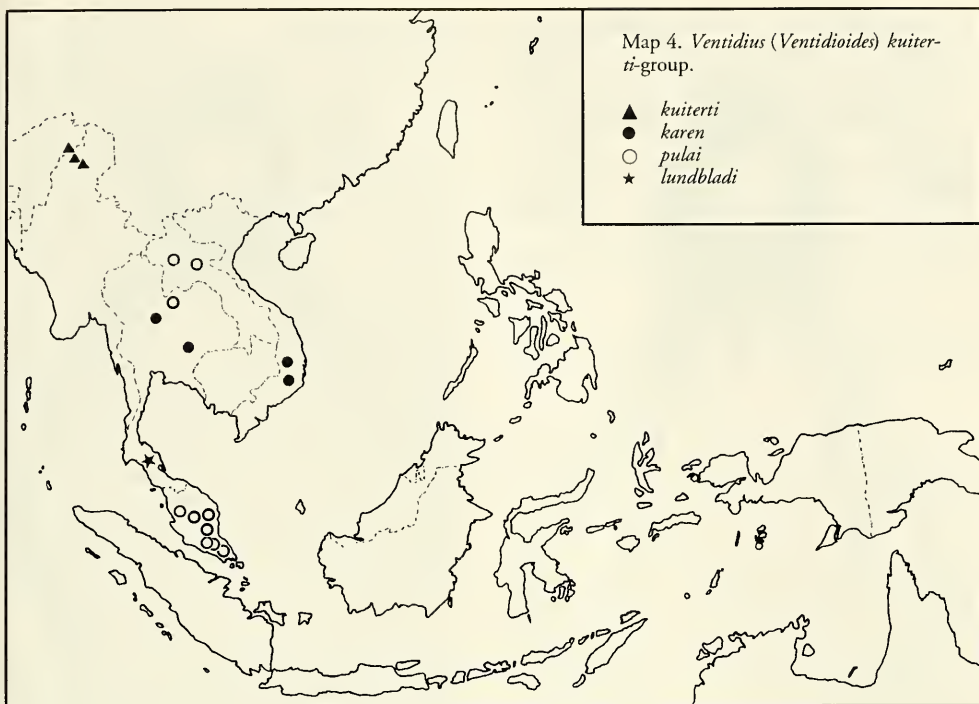 Map 4. Ventidius (Ventidioides) kuiter-
ti-group.
kuiterti
karen
pulai
lundbladi